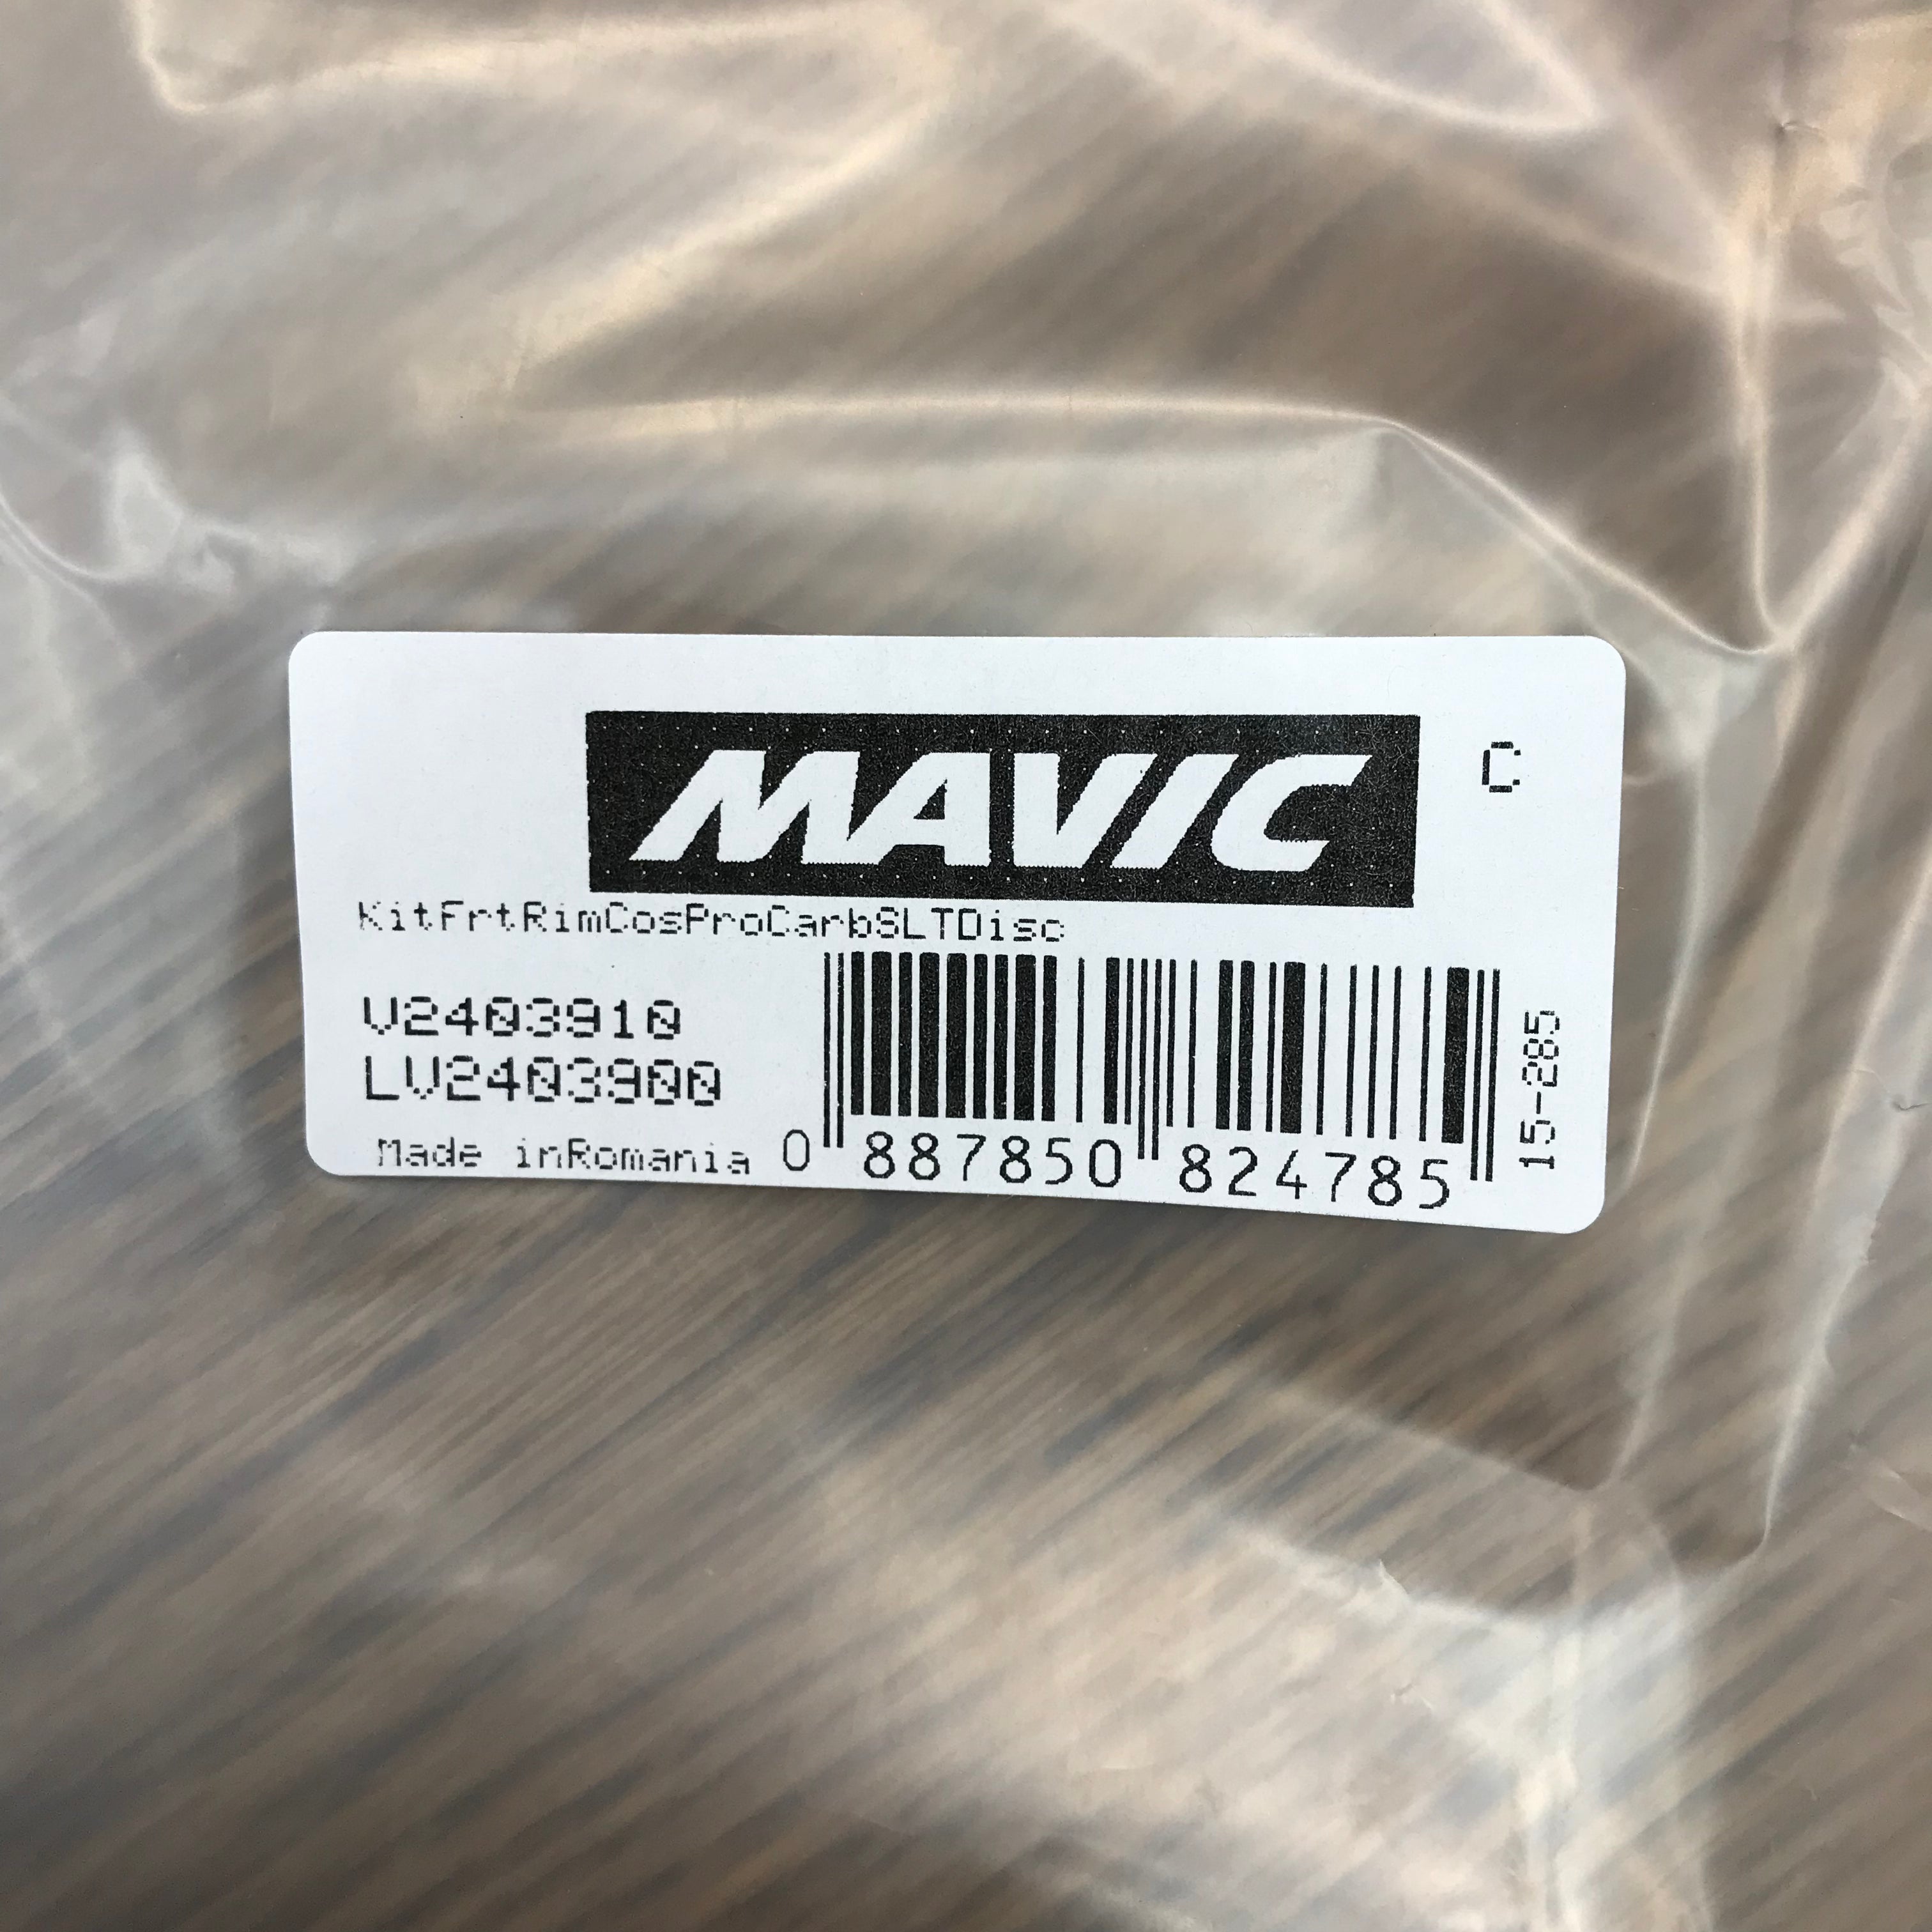 MAVIC
C
KitFrtRimCosProCarbSLTDisc
V2403910
LV2403900
Made inRomania
0 887850 824785
15-285